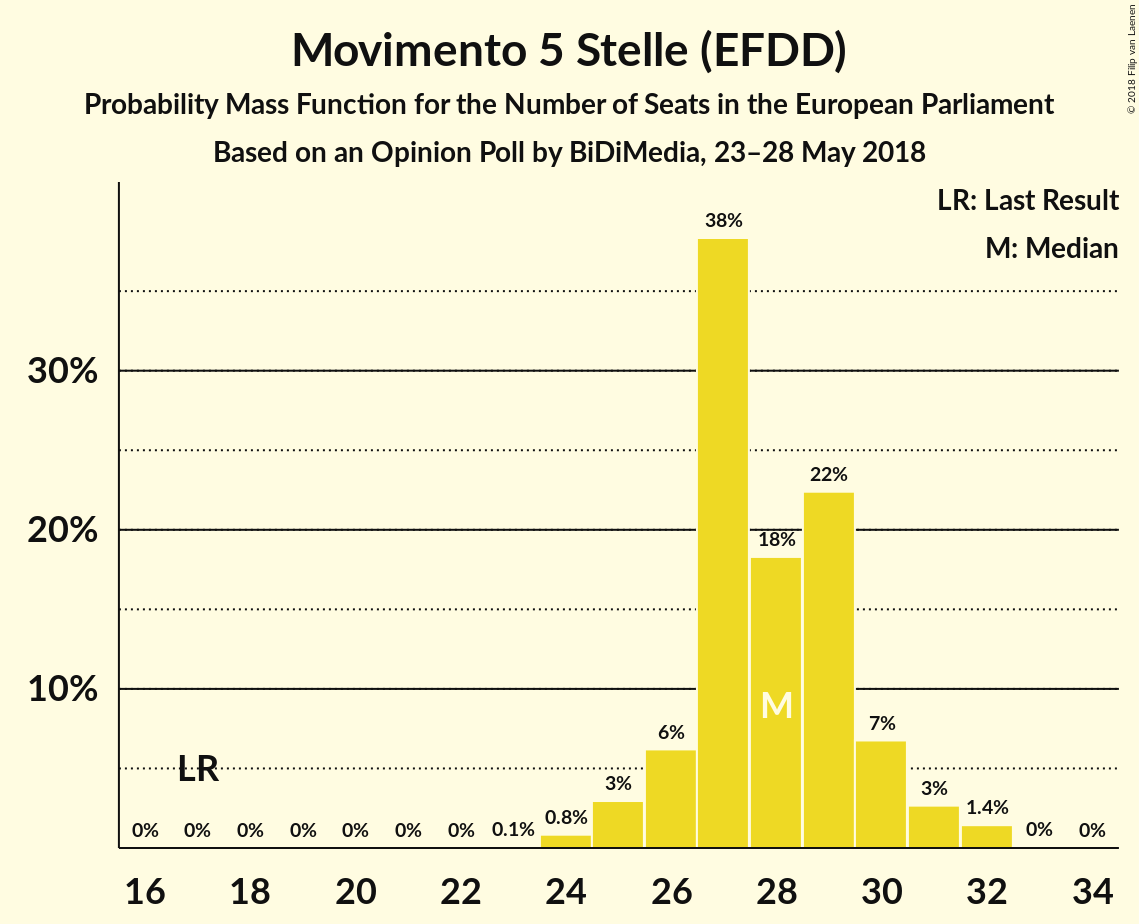 Movimento 5 Stelle (EFDD)
Probability Mass Function for the Number of Seats in the European Parliament
Based on an Opinion Poll by BiDiMedia, 23–28 May 2018
© 2018 Filip van Laenen
LR: Last Result
M: Median
38%
30%
22%
20%
18%
10%
M
7%
6%
LR
3%
3%
1.4%
0.8%
0% 0% 0% 0% 0% 0% 0% 0.1% 0% 0%
16 18 20 22 24 26 28 30 32 34